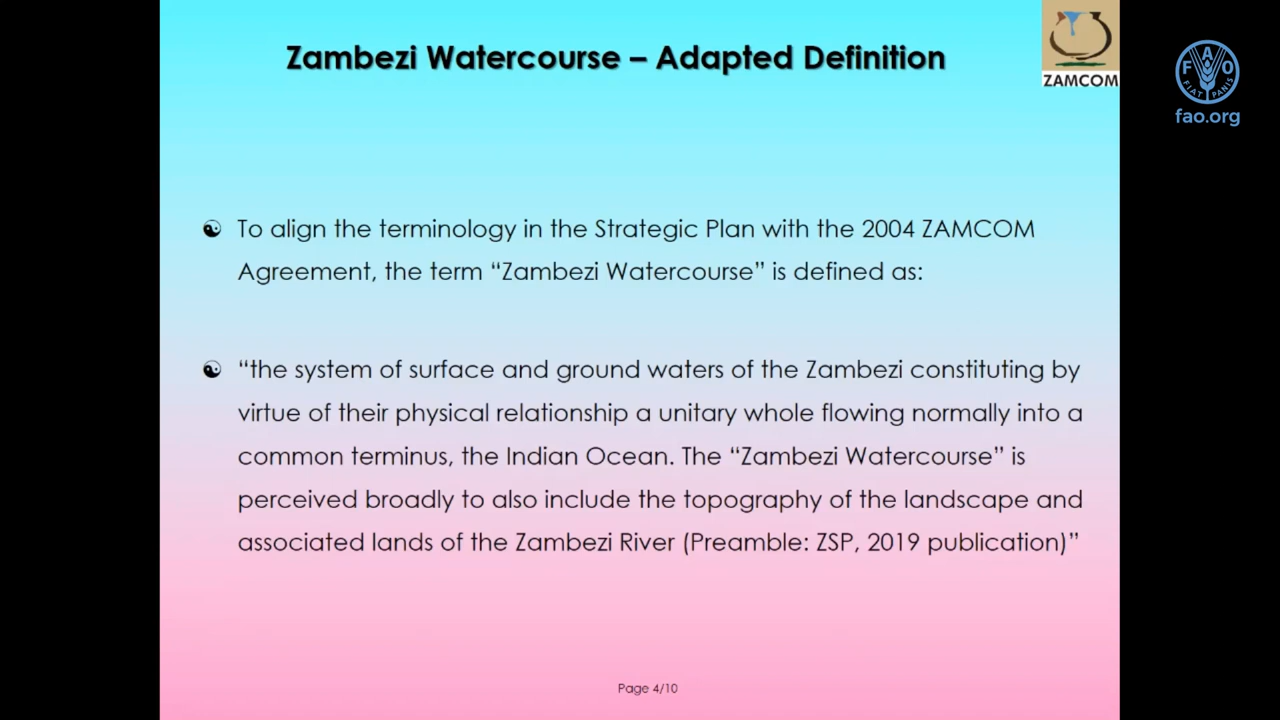 Zambezi Watercourse – Adapted Definition
ZAMCOM
FAO
FIAT PANIS
fao.org
To align the terminology in the Strategic Plan with the 2004 ZAMCOM
Agreement, the term “Zambezi Watercourse” is defined as:
“the system of surface and ground waters of the Zambezi constituting by
virtue of their physical relationship a unitary whole flowing normally into a
common terminus, the Indian Ocean. The “Zambezi Watercourse” is
perceived broadly to also include the topography of the landscape and
associated lands of the Zambezi River (Preamble: ZSP, 2019 publication)”
Page 4/10